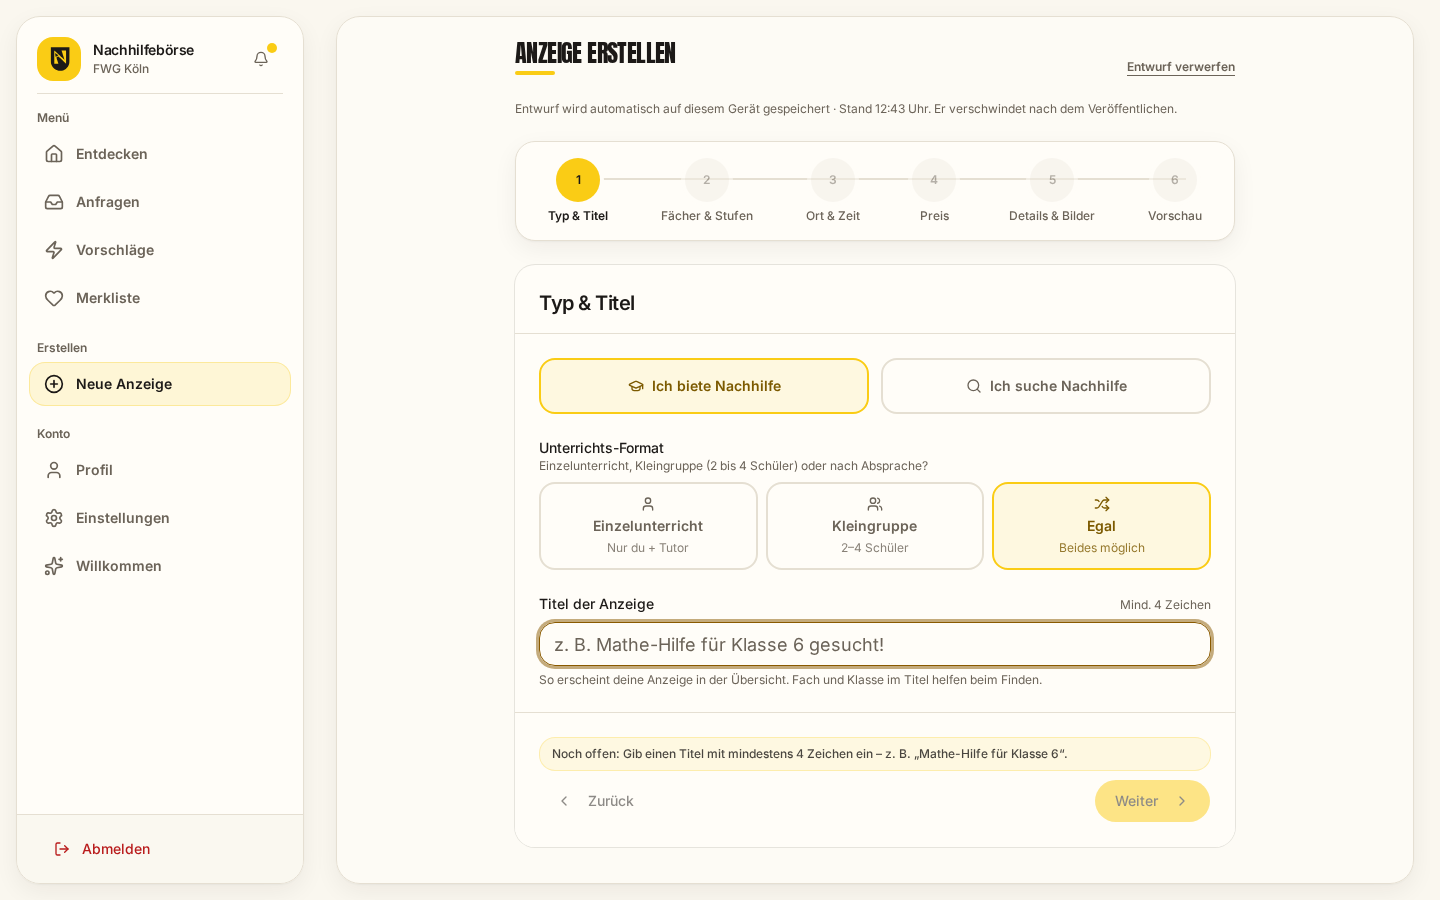 Nachhilfebörse
FWG Köln
Menü
Entdecken
Anfragen
Vorschläge
Merkliste
Erstellen
Neue Anzeige
Konto
Profil
Einstellungen
Willkommen
Abmelden
ANZEIGE ERSTELLEN
Entwurf verwerfen
Entwurf wird automatisch auf diesem Gerät gespeichert · Stand 12:43 Uhr. Er verschwindet nach dem Veröffentlichen.
1 2 3 4 5 6
Typ & Titel Fächer & Stufen Ort & Zeit Preis Details & Bilder Vorschau
Typ & Titel
Ich biete Nachhilfe Ich suche Nachhilfe
Unterrichts-Format
Einzelunterricht, Kleingruppe (2 bis 4 Schüler) oder nach Absprache?
Einzelunterricht Kleingruppe Egal
Nur du + Tutor 2–4 Schüler Beides möglich
Titel der Anzeige Mind. 4 Zeichen
z. B. Mathe-Hilfe für Klasse 6 gesucht!
So erscheint deine Anzeige in der Übersicht. Fach und Klasse im Titel helfen beim Finden.
Noch offen: Gib einen Titel mit mindestens 4 Zeichen ein – z. B. „Mathe-Hilfe für Klasse 6“.
Zurück Weiter